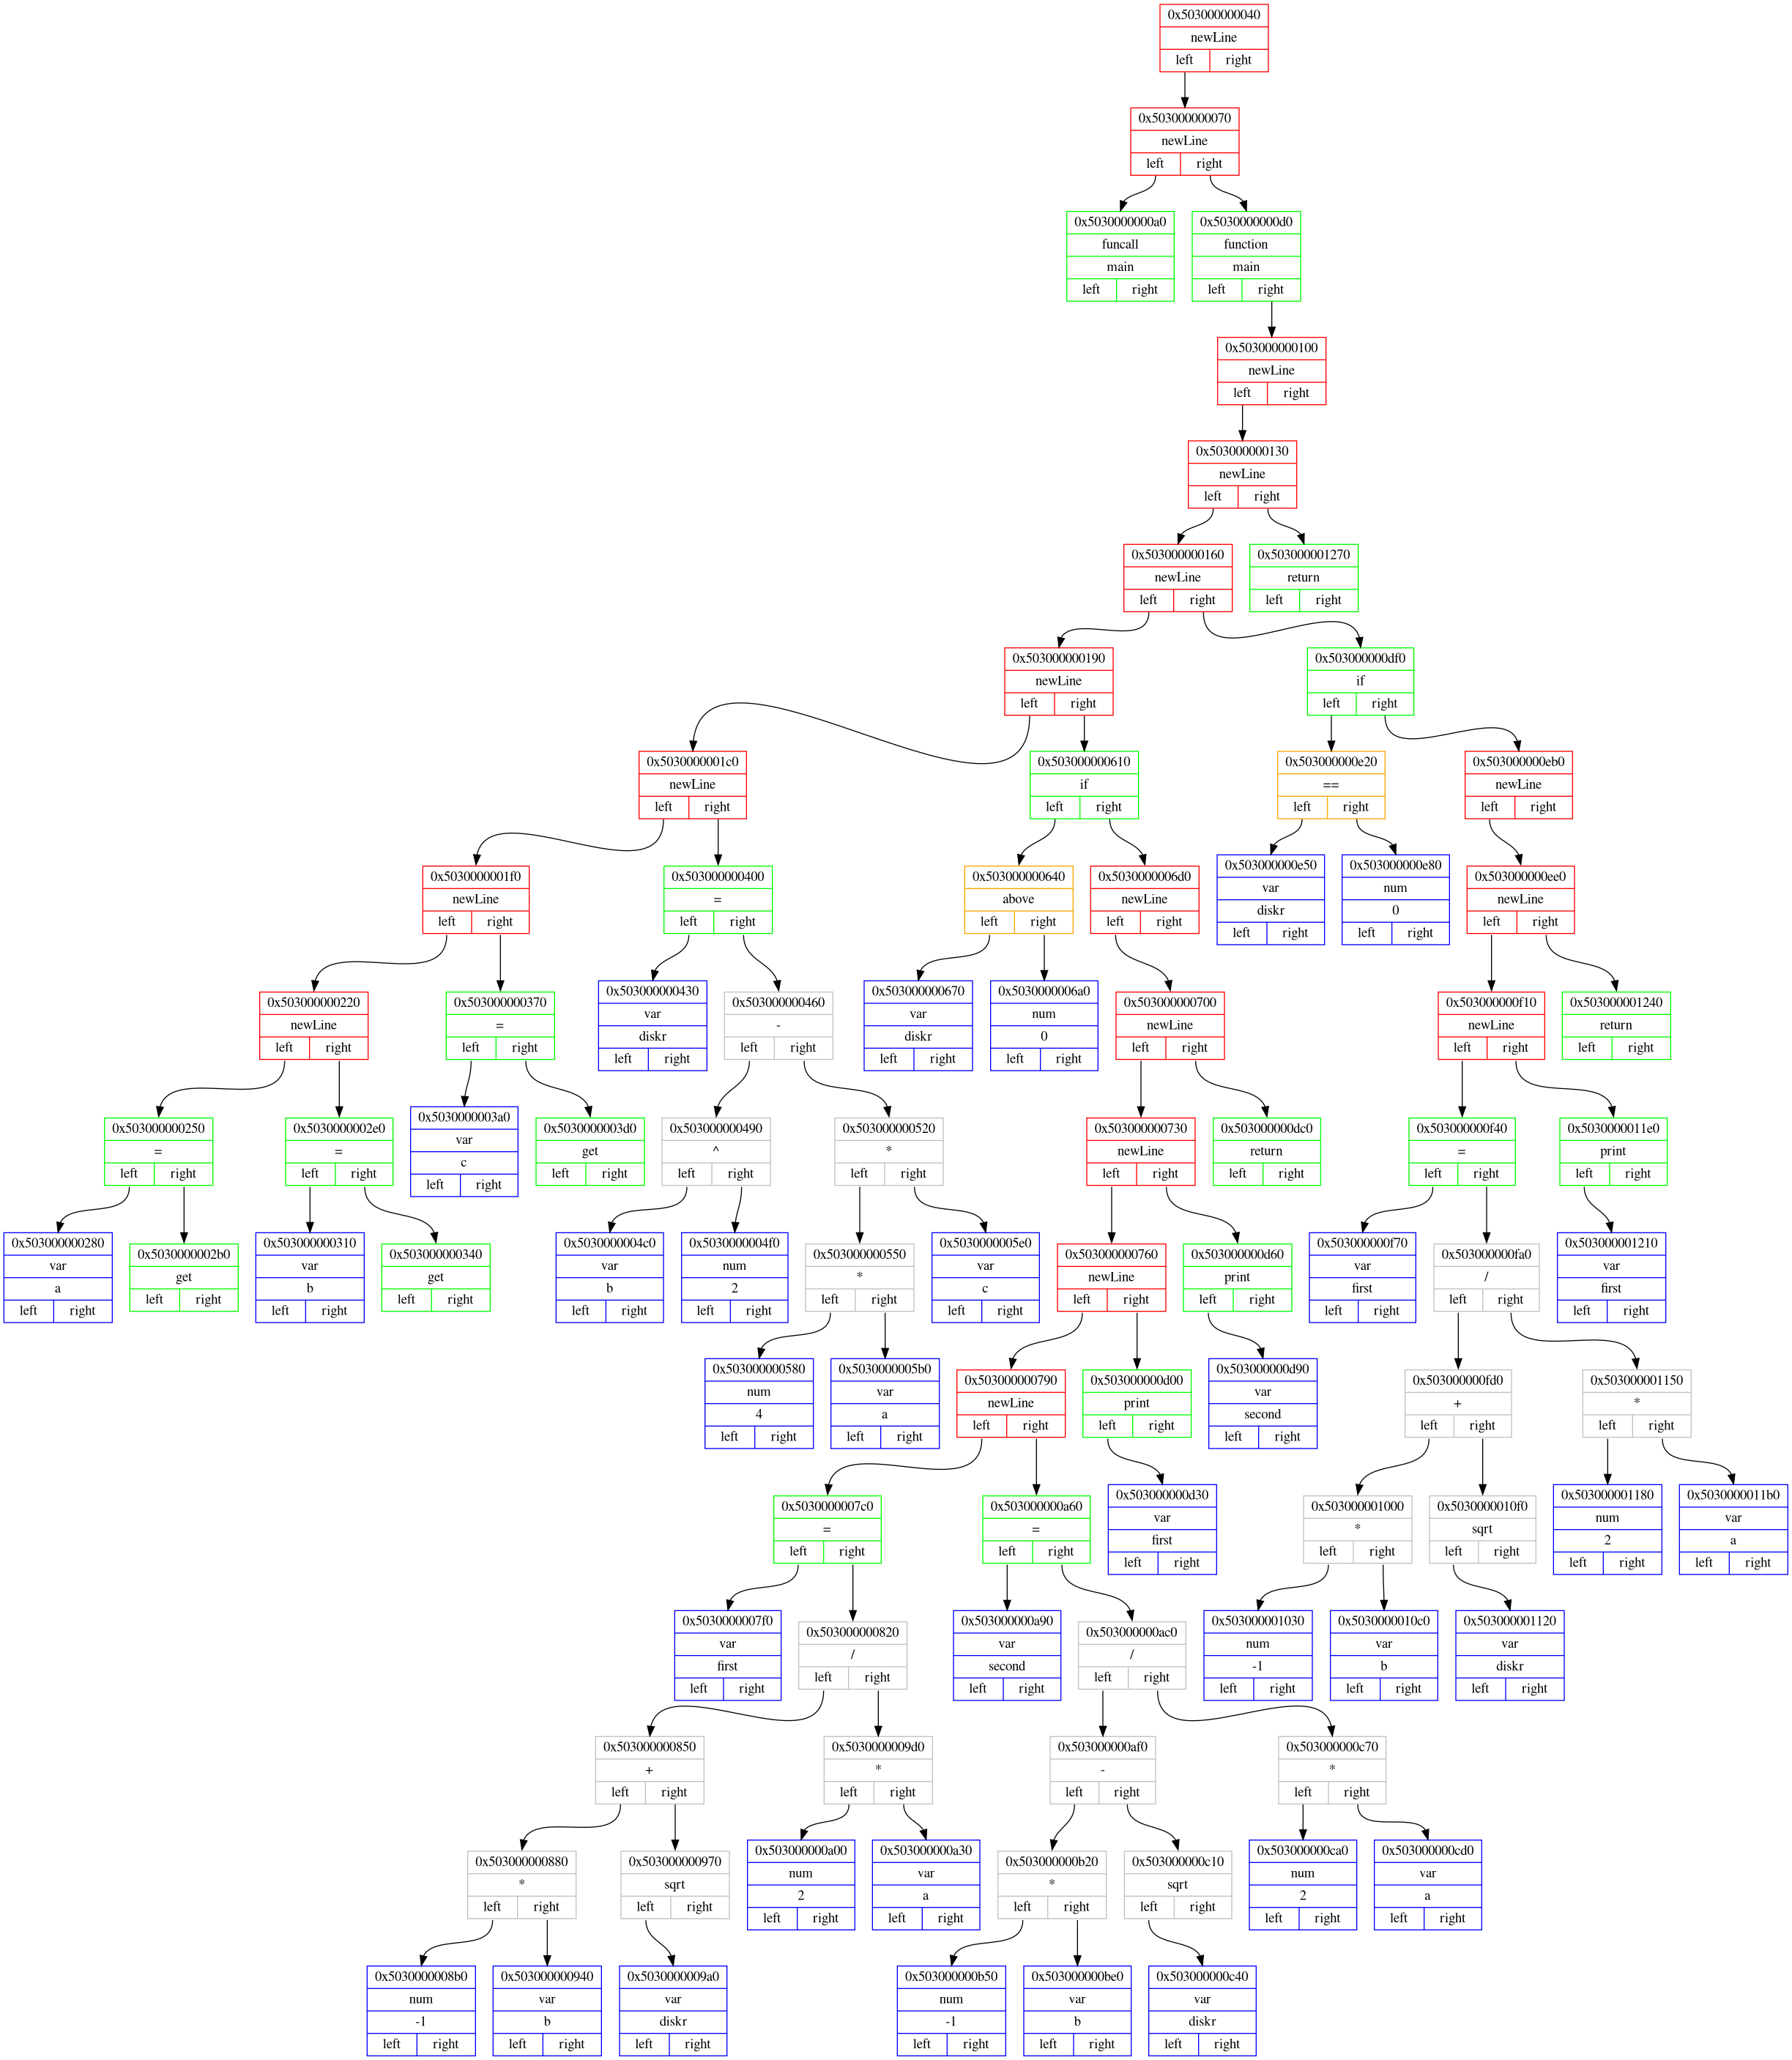 0x503000000040
newLine
left right
0x503000000070
newLine
left right
0x5030000000a0
funcall
main
left right
0x5030000000d0
function
main
left right
0x503000000100
newLine
left right
0x503000000130
newLine
left right
0x503000000160
newLine
left right
0x503000001270
return
left right
0x503000000190
newLine
left right
0x503000000df0
if
left right
0x5030000001c0
newLine
left right
0x503000000610
if
left right
0x503000000e20
==
left right
0x503000000eb0
newLine
left right
0x5030000001f0
newLine
left right
0x503000000400
=
left right
0x503000000640
above
left right
0x5030000006d0
newLine
left right
0x503000000e50
var
diskr
left right
0x503000000e80
num
0
left right
0x503000000ee0
newLine
left right
0x503000000220
newLine
left right
0x503000000370
=
left right
0x503000000430
var
diskr
left right
0x503000000460
-
left right
0x503000000670
var
diskr
left right
0x5030000006a0
num
0
left right
0x503000000700
newLine
left right
0x503000000f10
newLine
left right
0x503000001240
return
left right
0x503000000250
=
left right
0x5030000002e0
=
left right
0x5030000003a0
var
c
left right
0x5030000003d0
get
left right
0x503000000490
^
left right
0x503000000520
*
left right
0x503000000730
newLine
left right
0x503000000dc0
return
left right
0x503000000f40
=
left right
0x5030000011e0
print
left right
0x503000000280
var
a
left right
0x5030000002b0
get
left right
0x503000000310
var
b
left right
0x503000000340
get
left right
0x5030000004c0
var
b
left right
0x5030000004f0
num
2
left right
0x503000000550
*
left right
0x5030000005e0
var
c
left right
0x503000000760
newLine
left right
0x503000000d60
print
left right
0x503000000f70
var
first
left right
0x503000000fa0
/
left right
0x503000001210
var
first
left right
0x503000000580
num
4
left right
0x5030000005b0
var
a
left right
0x503000000790
newLine
left right
0x503000000d00
print
left right
0x503000000d90
var
second
left right
0x503000000fd0
+
left right
0x503000001150
*
left right
0x5030000007c0
=
left right
0x503000000a60
=
left right
0x503000000d30
var
first
left right
0x503000001000
*
left right
0x5030000010f0
sqrt
left right
0x503000001180
num
2
left right
0x5030000011b0
var
a
left right
0x5030000007f0
var
first
left right
0x503000000820
/
left right
0x503000000a90
var
second
left right
0x503000000ac0
/
left right
0x503000001030
num
-1
left right
0x5030000010c0
var
b
left right
0x503000001120
var
diskr
left right
0x503000000850
+
left right
0x5030000009d0
*
left right
0x503000000af0
-
left right
0x503000000c70
*
left right
0x503000000880
*
left right
0x503000000970
sqrt
left right
0x503000000a00
num
2
left right
0x503000000a30
var
a
left right
0x503000000b20
*
left right
0x503000000c10
sqrt
left right
0x503000000ca0
num
2
left right
0x503000000cd0
var
a
left right
0x5030000008b0
num
-1
left right
0x503000000940
var
b
left right
0x5030000009a0
var
diskr
left right
0x503000000b50
num
-1
left right
0x503000000be0
var
b
left right
0x503000000c40
var
diskr
left right